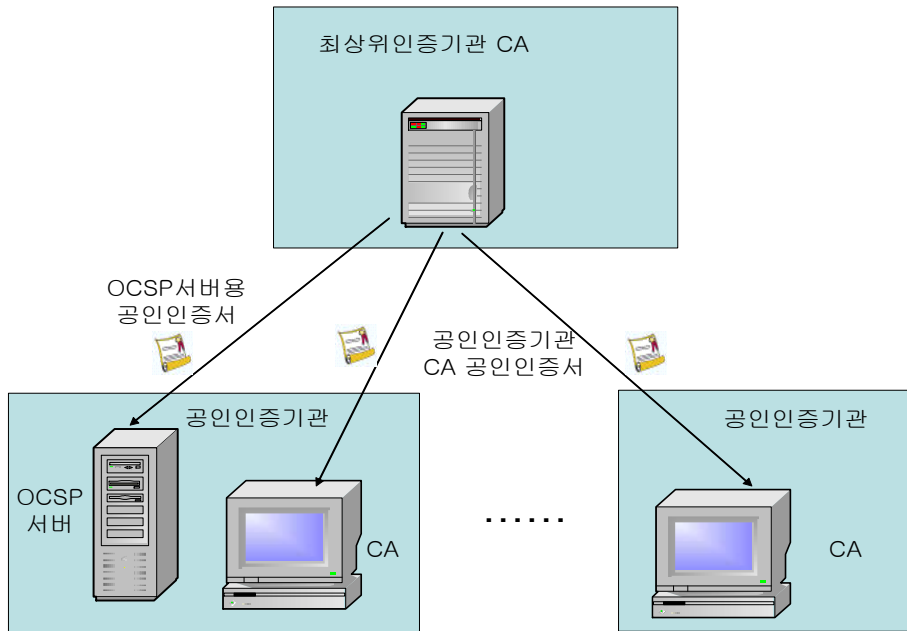 최상위인증기관 CA
OCSP서버용
공인인증서
공인인증기관
CA 공인인증서
공인인증기관
OCSP
서버
CA
......
공인인증기관
CA